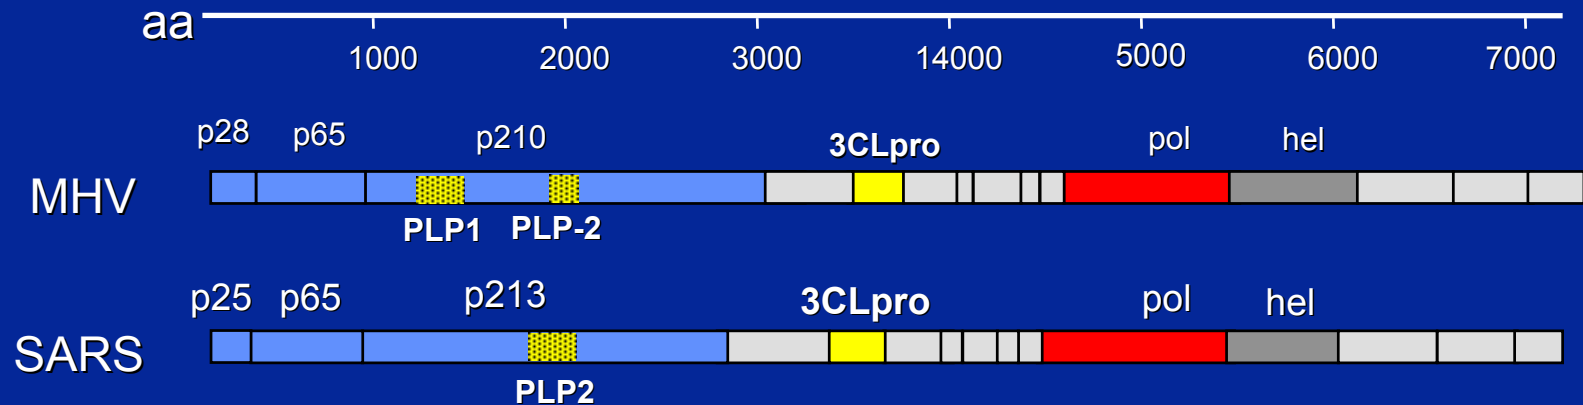 aa
1000 2000 3000 14000 5000 6000 7000
p28 p65 p210 3CLpro pol hel
MHV
PLP1 PLP-2
p25 p65 p213 3CLpro pol hel
SARS
PLP2